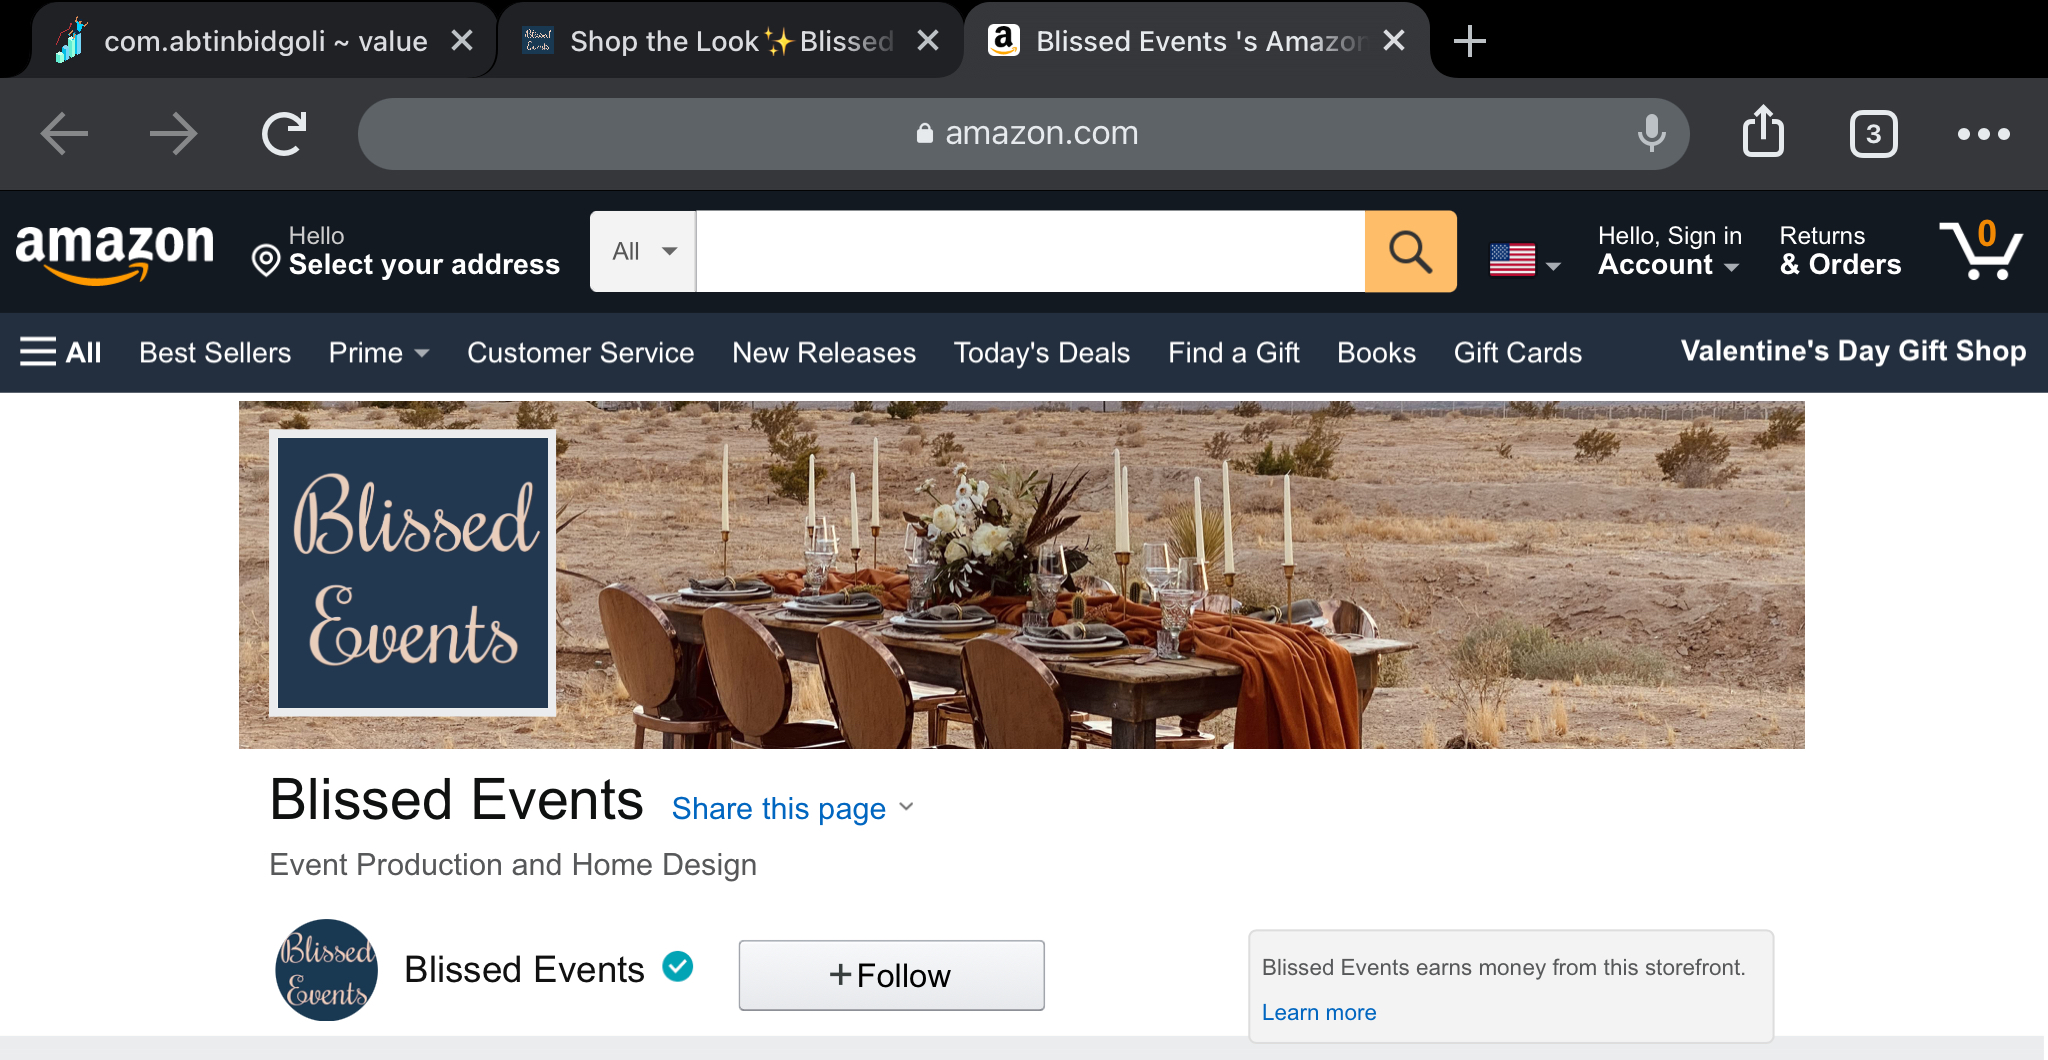 com.abtinbidgoli ~ value
Shop the Look✨Blissed
Blissed Events 's Amazon
amazon.com
3
amazon
Hello
Select your address
All
Hello, Sign in
Account
Returns
& Orders
0
All Best Sellers Prime Customer Service New Releases Today's Deals Find a Gift Books Gift Cards Valentine's Day Gift Shop
Blissed
Events
Blissed Events Share this page
Event Production and Home Design
Blissed
Events
Blissed Events
+Follow
Blissed Events earns money from this storefront.
Learn more